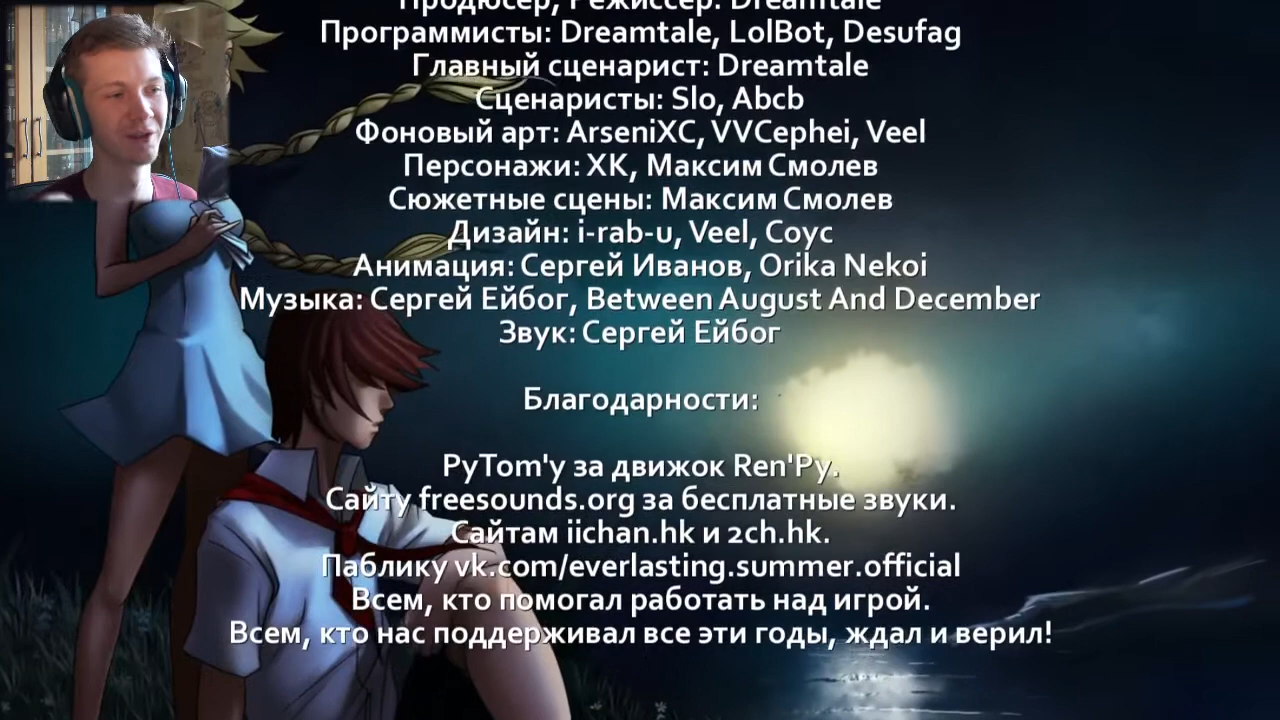 Продюсер, Режиссер: Dreamtale
Программисты: Dreamtale, LolBot, Desufag
Главный сценарист: Dreamtale
Сценаристы: Slo, Abcb
Фоновый арт: ArseniXC, VVCephei, Veel
Персонажи: ХК, Максим Смолев
Сюжетные сцены: Максим Смолев
Дизайн: i-rab-u, Veel, Соус
Анимация: Сергей Иванов, Orika Nekoi
Музыка: Сергей Ейбог, Between August And December
Звук: Сергей Ейбог
Благодарности:
PyTom'у за движок Ren'Py.
Сайту freesounds.org за бесплатные звуки.
Сайтам iichan.hk и 2ch.hk.
Паблику vk.com/everlasting.summer.official
Всем, кто помогал работать над игрой.
Всем, кто нас поддерживал все эти годы, ждал и верил!